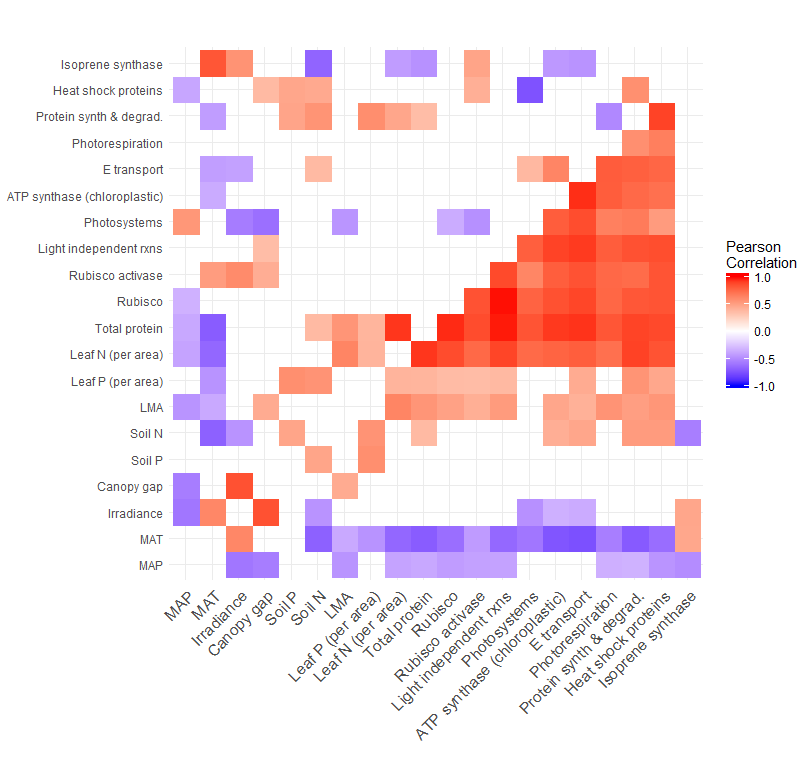 Isoprene synthase
Heat shock proteins
Protein synth & degrad.
Photorespiration
E transport
ATP synthase (chloroplastic)
Photosystems
Light independent rxns
Rubisco activase
Rubisco
Total protein
Leaf N (per area)
Leaf P (per area)
LMA
Soil N
Soil P
Canopy gap
Irradiance
MAT
MAP
MAP
MAT
Irradiance
Canopy gap
Soil P
Soil N
LMA
Leaf P (per area)
Leaf N (per area)
Total protein
Rubisco
Rubisco activase
Light independent rxns
Photosystems
ATP synthase (chloroplastic)
E transport
Photorespiration
Protein synth & degrad.
Heat shock proteins
Isoprene synthase
Pearson
Correlation
1.0
0.5
0.0
-0.5
-1.0